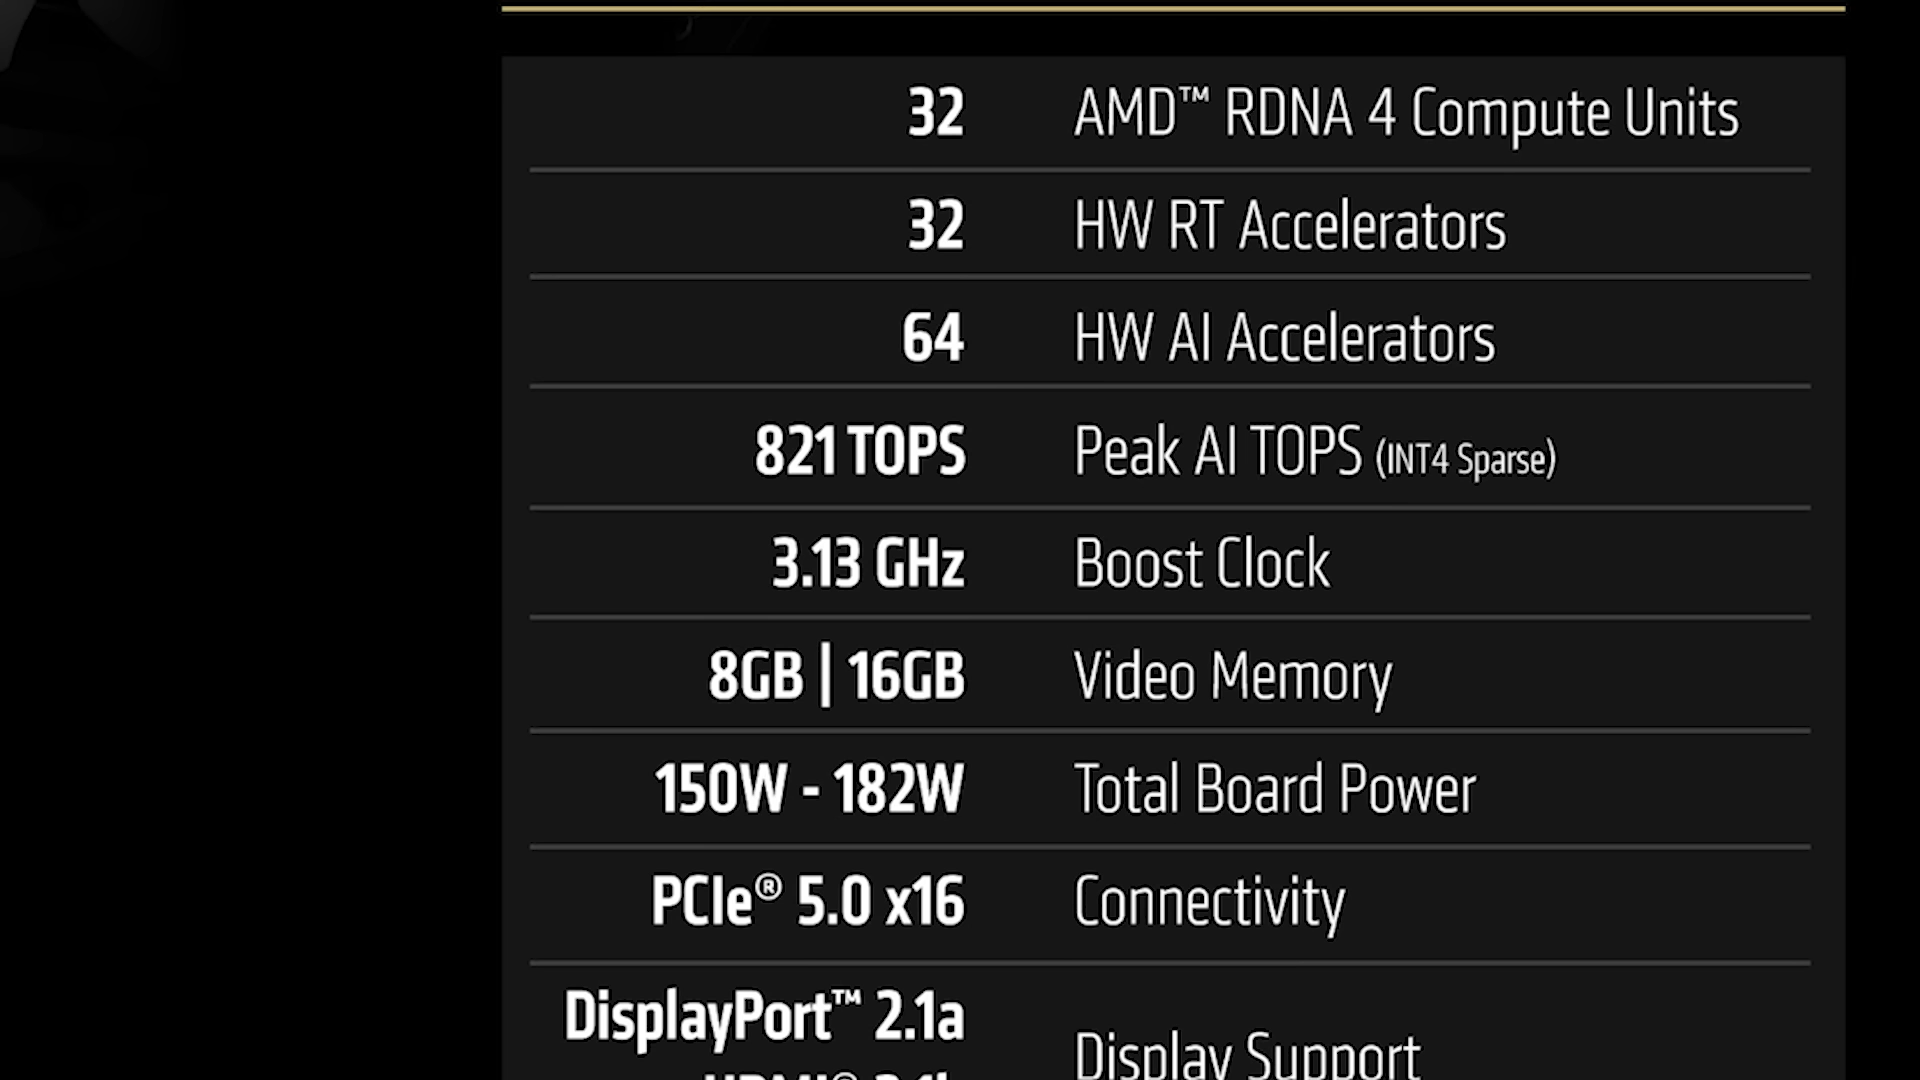 32 AMD™ RDNA 4 Compute Units
32 HW RT Accelerators
64 HW AI Accelerators
821 TOPS Peak AI TOPS (INT4 Sparse)
3.13 GHz Boost Clock
8GB | 16GB Video Memory
150W - 182W Total Board Power
PCIe® 5.0 x16 Connectivity
DisplayPort™ 2.1a
Display Support